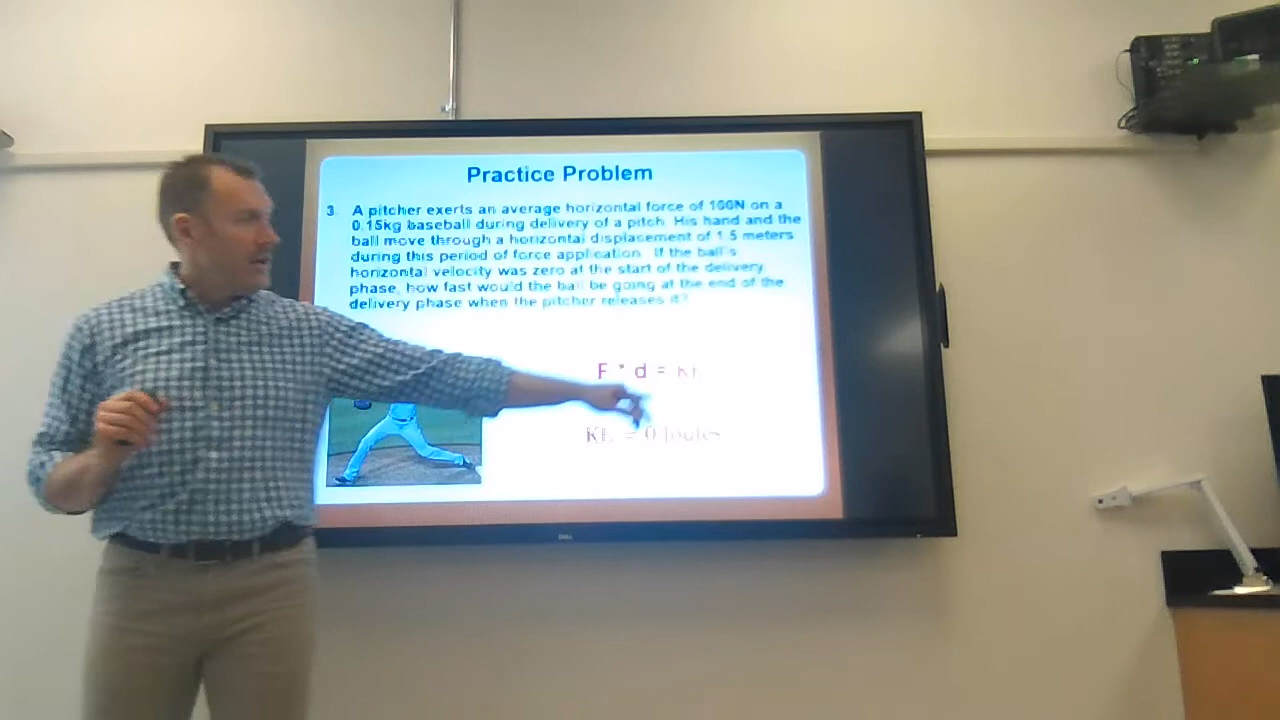 Practice Problem
3. A pitcher exerts an average horizontal force of 100N on a
0.15kg baseball during delivery of a pitch. His hand and the
ball move through a horizontal displacement of 1.5 meters
during this period of force application. If the ball's
horizontal velocity was zero at the start of the delivery
phase, how fast would the ball be going at the end of the
delivery phase when the pitcher releases it?
F * d =
= 0 Joules
DELL